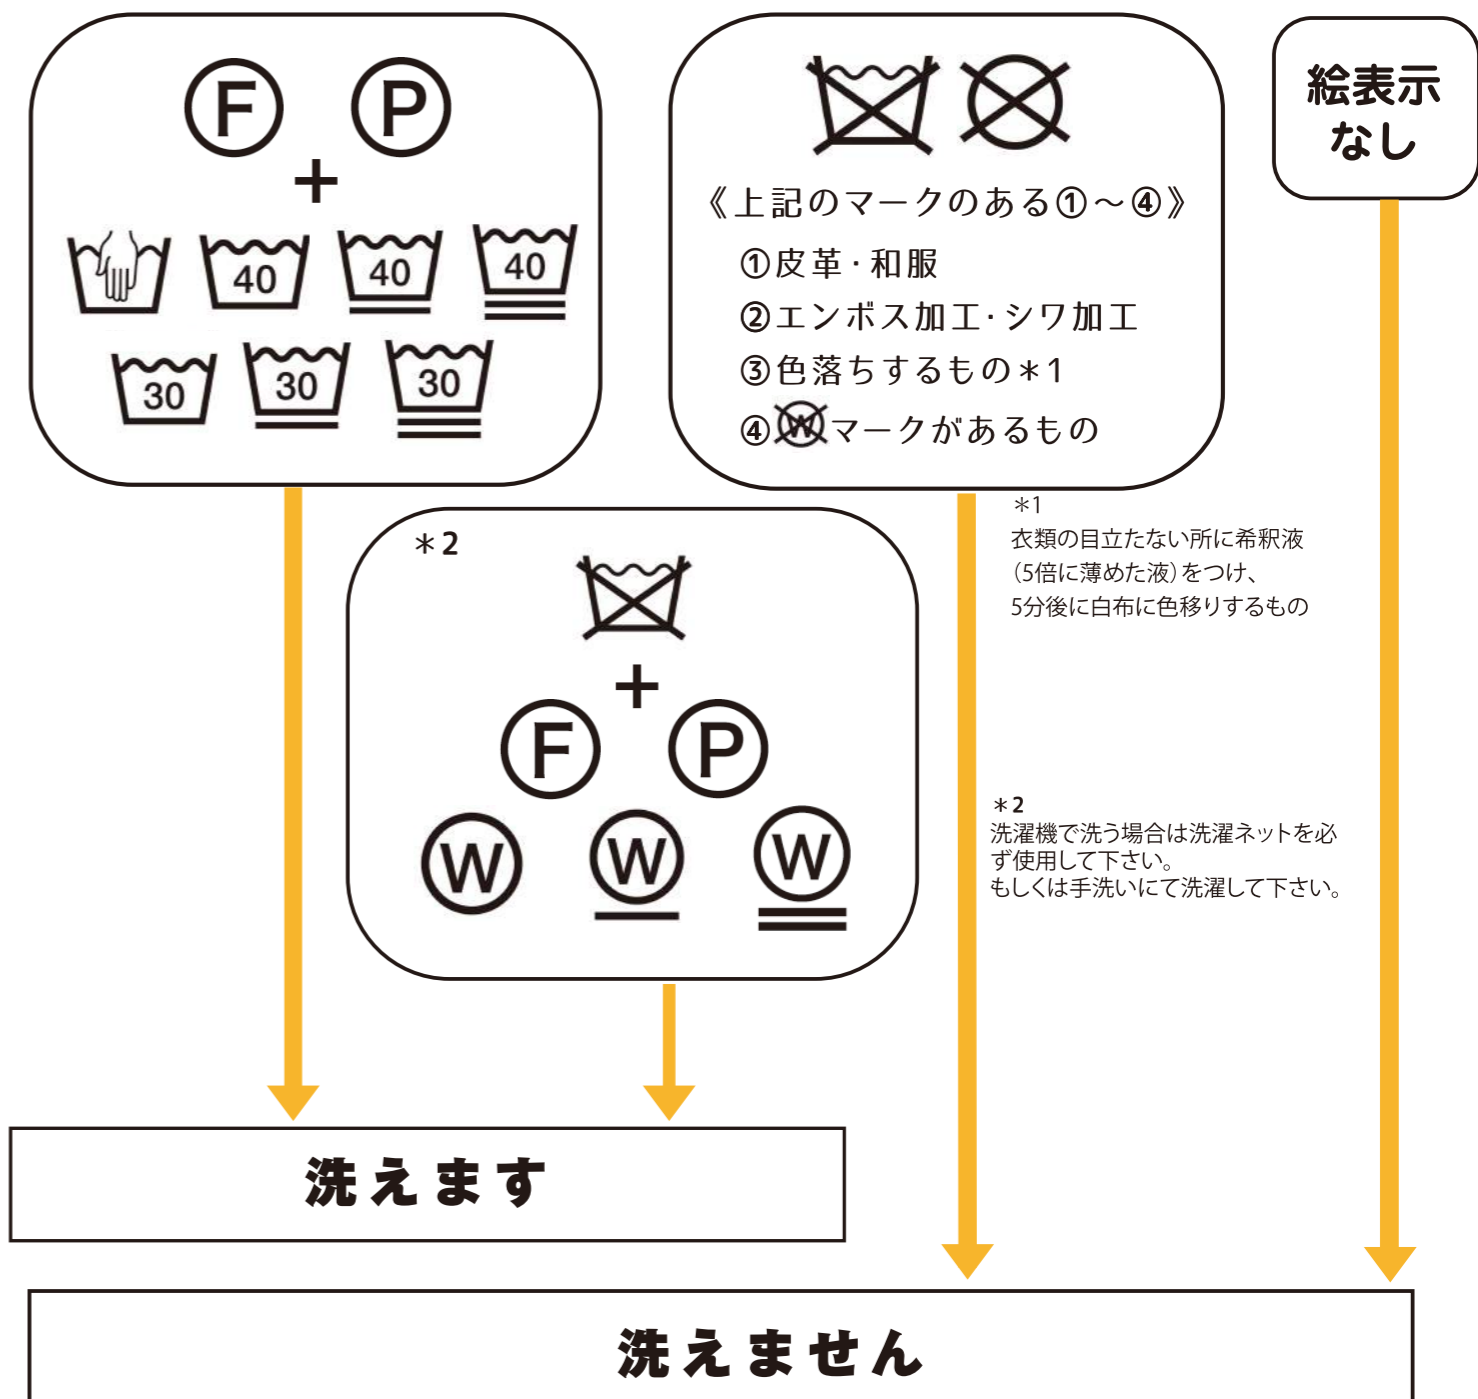 F P
+
40 40 40
30 30 30
《上記のマークのある①～④》
①皮革・和服
②エンボス加工・シワ加工
③色落ちするもの＊1
④Wマークがあるもの
絵表示
なし
＊1
衣類の目立たない所に希釈液
（5倍に薄めた液）をつけ、
5分後に白布に色移りするもの
＊2
+
F P
W W W
＊2
洗濯機で洗う場合は洗濯ネットを必
ず使用して下さい。
もしくは手洗いにて洗濯して下さい。
洗えます
洗えません